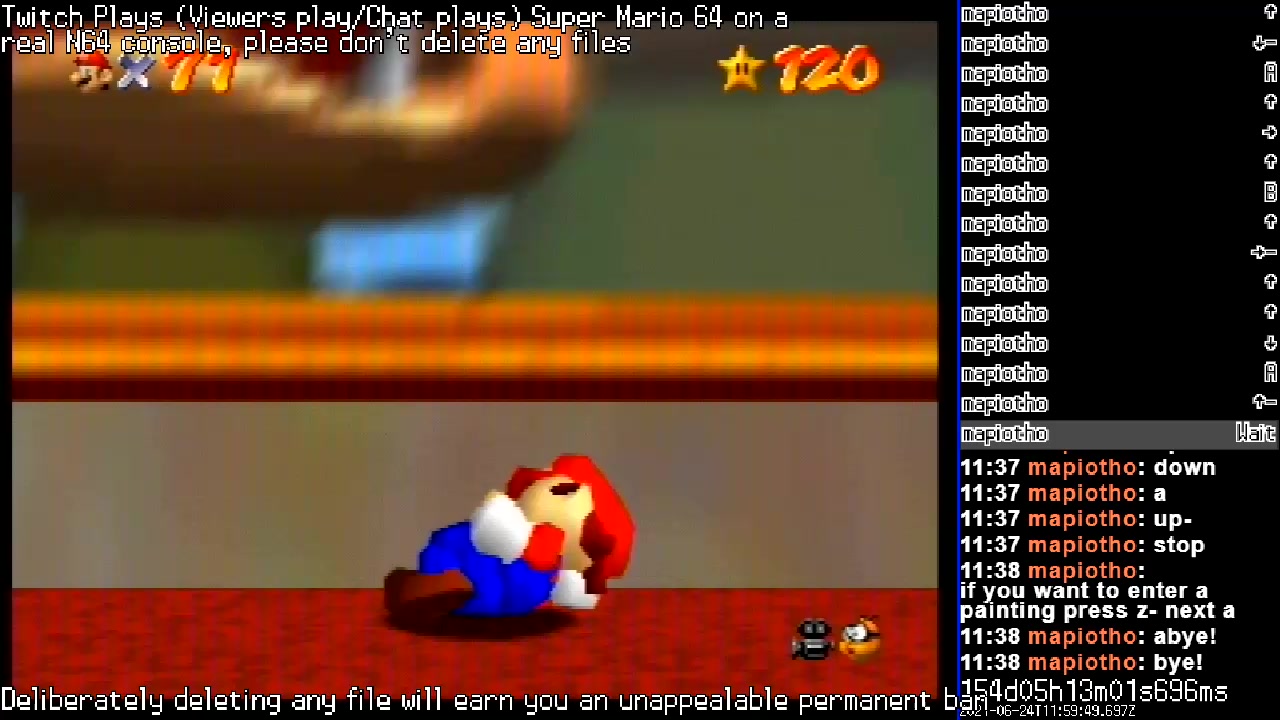 Twitch Plays (Viewers play/Chat plays) Super Mario 64 on a
real N64 console, please don't delete any files
120
mapiotho ↑
mapiotho ↓-
mapiotho A
mapiotho ↑
mapiotho →
mapiotho ↑
mapiotho B
mapiotho ↑
mapiotho →-
mapiotho ↑
mapiotho ↑
mapiotho ↓
mapiotho A
mapiotho ↑-
mapiotho Wait
11:37 mapiotho: down
11:37 mapiotho: a
11:37 mapiotho: up-
11:37 mapiotho: stop
11:38 mapiotho:
if you want to enter a
painting press z- next a
11:38 mapiotho: abye!
11:38 mapiotho: bye!
154d05h13m01s696ms
2021-06-24T11:59:49.697Z
Deliberately deleting any file will earn you an unappealable permanent ban